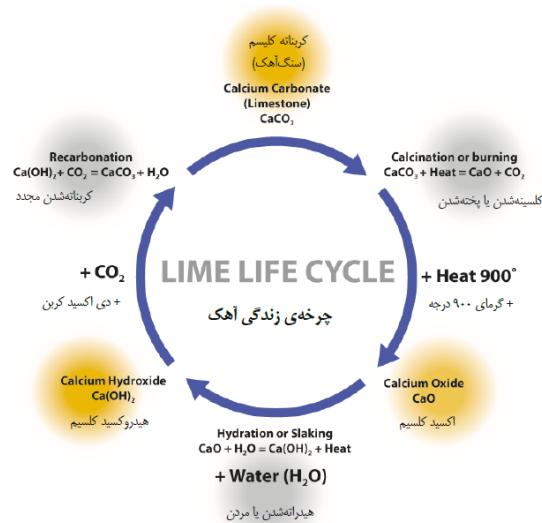 کربناته کلیسم
(سنگ‌آهک)
Calcium Carbonate
(Limestone)
CaCO₃
Calcination or burning
CaCO₃ + Heat = CaO + CO₂
کلسینه‌شدن یا پخته‌شدن
+ Heat 900°
+ گرمای ۹۰۰ درجه
Calcium Oxide
CaO
اکسید کلسیم
Hydration or Slaking
CaO + H₂O = Ca(OH)₂ + Heat
+ Water (H₂O)
هیدراته‌شدن یا مردن
Calcium Hydroxide
Ca(OH)₂
هیدروکسید کلسیم
+ CO₂
+ دی اکسید کربن
Recarbonation
Ca(OH)₂ + CO₂ = CaCO₃ + H₂O
کربناته‌شدن مجدد
LIME LIFE CYCLE
چرخه‌ی زندگی آهک